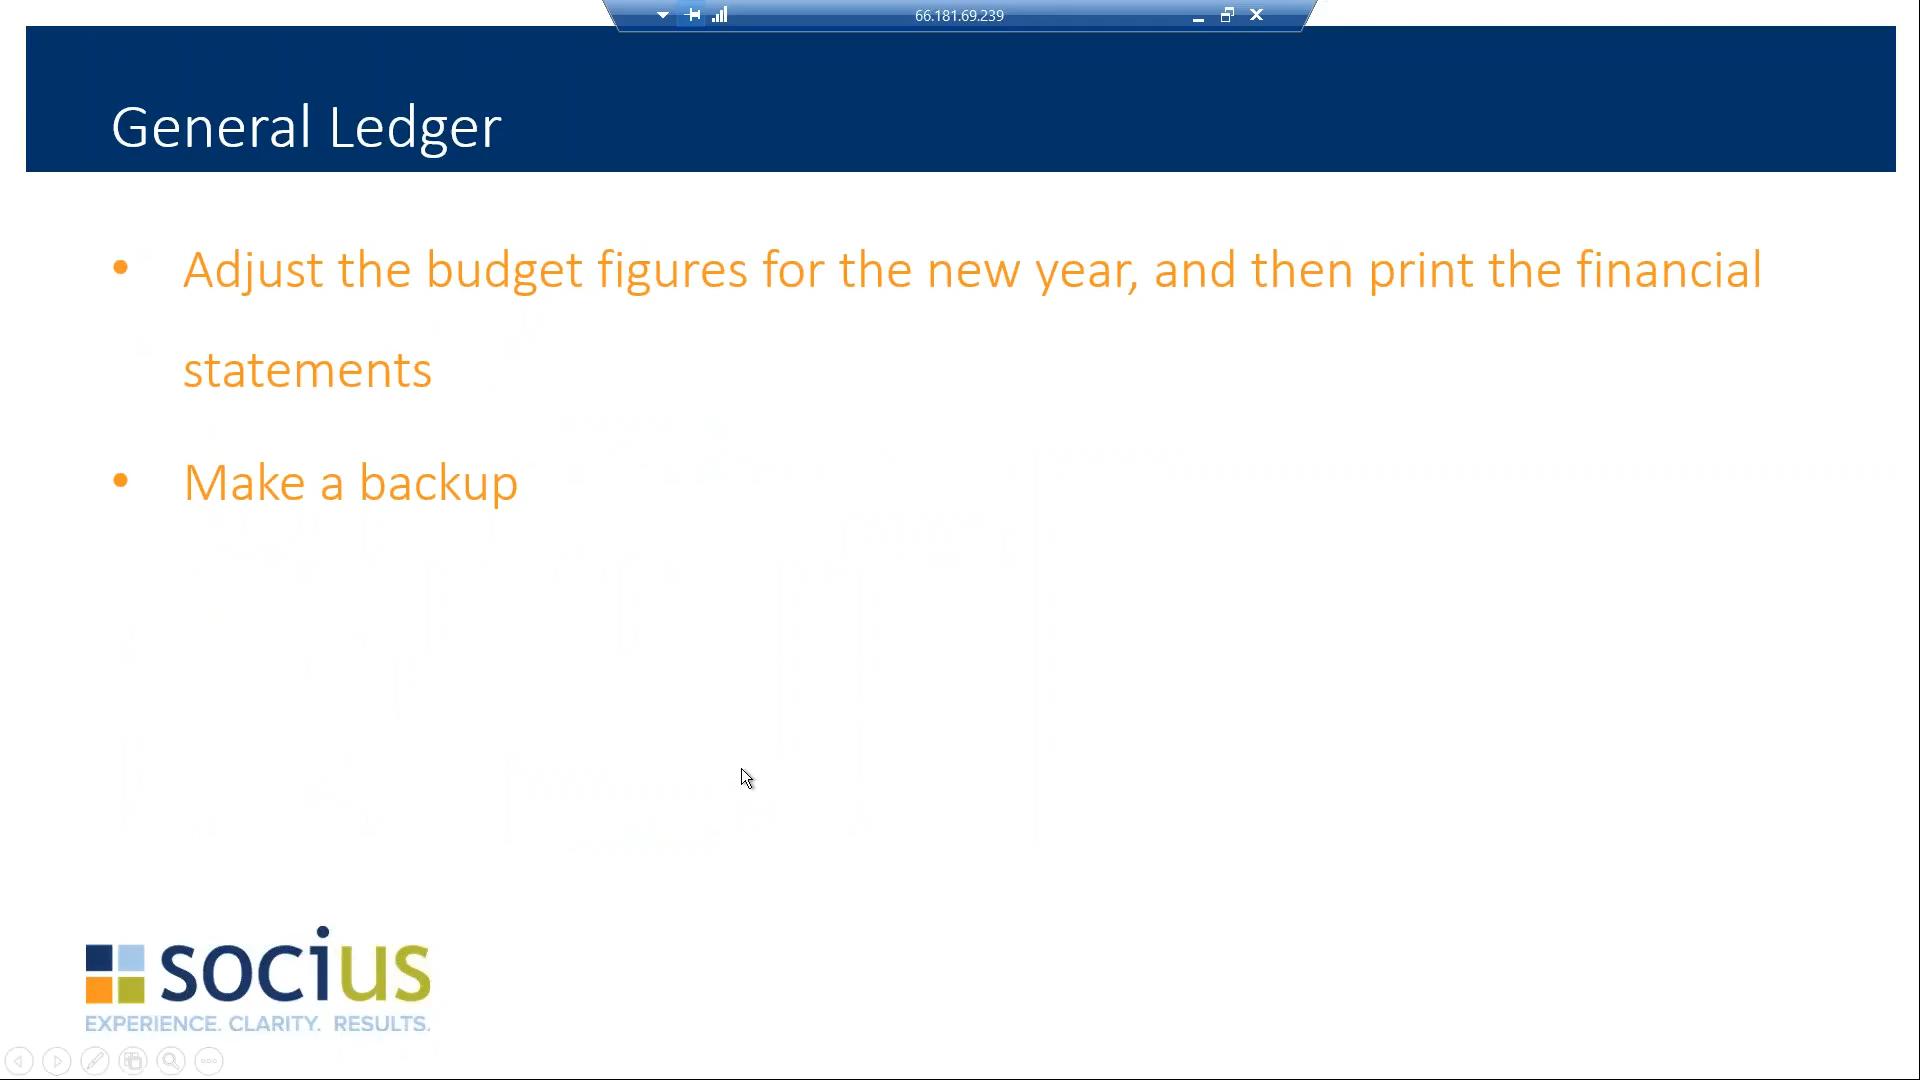 66.181.69.239
General Ledger
• Adjust the budget figures for the new year, and then print the financial
statements
• Make a backup
socius
EXPERIENCE. CLARITY. RESULTS.